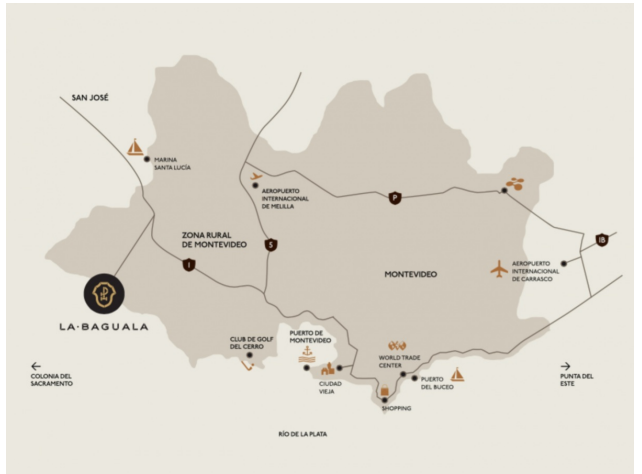 SAN JOSÉ
MARINA
SANTA LUCÍA
AEROPUERTO
INTERNACIONAL
DE MELILLA
P
ZONA RURAL
DE MONTEVIDEO
5
1
IB
MONTEVIDEO
AEROPUERTO
INTERNACIONAL
DE CARRASCO
LA·BAGUALA
CLUB DE GOLF
DEL CERRO
PUERTO DE
MONTEVIDEO
WORLD TRADE
CENTER
CIUDAD
VIEJA
PUERTO
DEL BUCEO
SHOPPING
COLONIA DEL
SACRAMENTO
PUNTA DEL
ESTE
RÍO DE LA PLATA